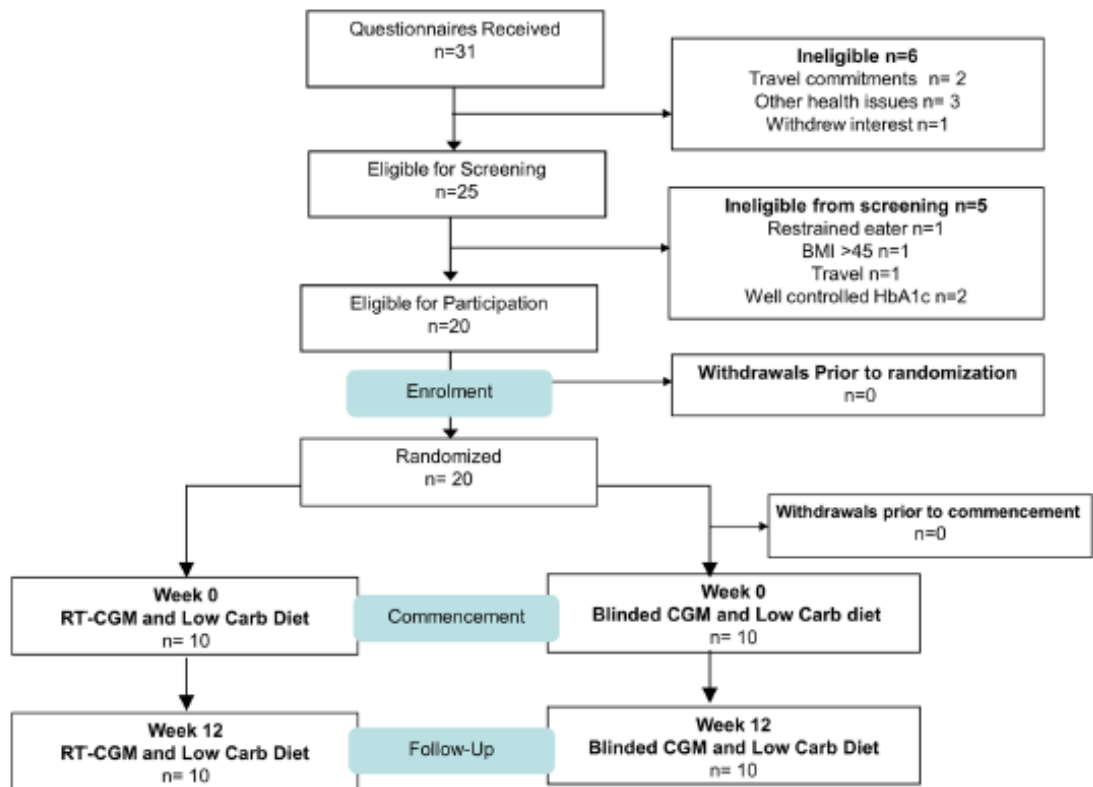 Questionnaires Received
n=31
Ineligible n=6
Travel commitments n= 2
Other health issues n= 3
Withdrew interest n=1
Eligible for Screening
n=25
Ineligible from screening n=5
Restrained eater n=1
BMI >45 n=1
Travel n=1
Well controlled HbA1c n=2
Eligible for Participation
n=20
Withdrawals Prior to randomization
n=0
Enrolment
Randomized
n= 20
Withdrawals prior to commencement
n=0
Week 0
RT-CGM and Low Carb Diet
n= 10
Commencement
Week 0
Blinded CGM and Low Carb diet
n= 10
Week 12
RT-CGM and Low Carb Diet
n= 10
Follow-Up
Week 12
Blinded CGM and Low Carb Diet
n= 10